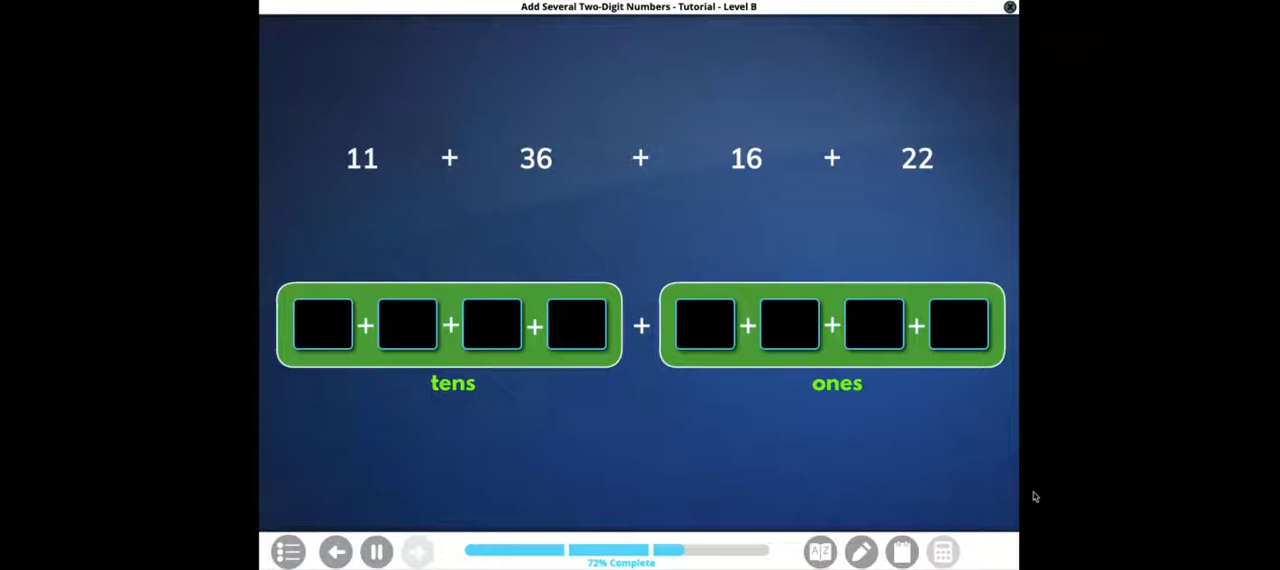 Add Several Two-Digit Numbers - Tutorial - Level B
X
11 + 36 + 16 + 22
+ + + + + + +
tens ones
72% Complete
A Z